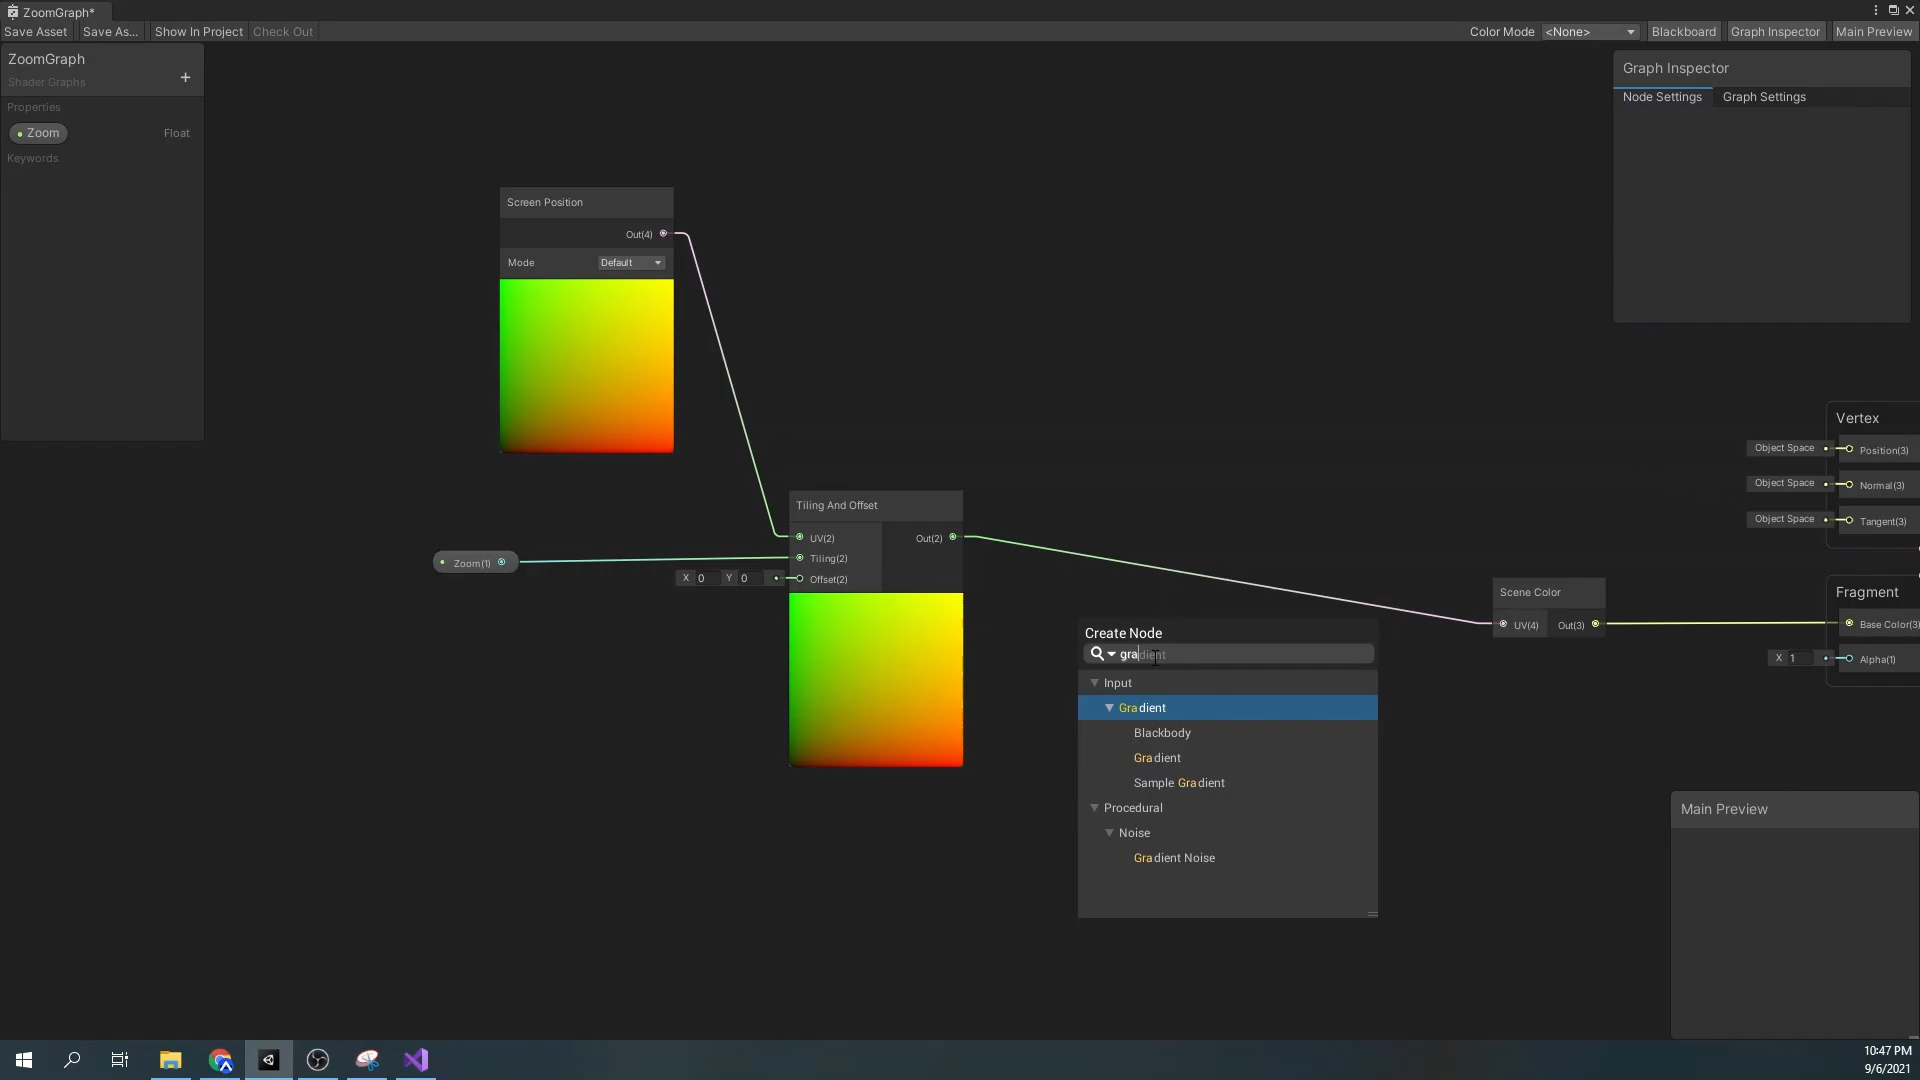 ZoomGraph*
Save Asset Save As... Show In Project Check Out Color Mode <None> Blackboard Graph Inspector Main Preview
ZoomGraph
Shader Graphs
+
Properties
Zoom Float
Keywords
Graph Inspector
Node Settings Graph Settings
Screen Position
Out(4)
Mode Default
Tiling And Offset
UV(2) Out(2)
Tiling(2)
Offset(2)
Zoom(1)
X 0 Y 0
Create Node
gradient
Input
Gradient
Blackbody
Gradient
Sample Gradient
Procedural
Noise
Gradient Noise
Scene Color
UV(4) Out(3)
Vertex
Object Space Position(3)
Object Space Normal(3)
Object Space Tangent(3)
Fragment
Base Color(3)
X 1 Alpha(1)
Main Preview
10:47 PM
9/6/2021